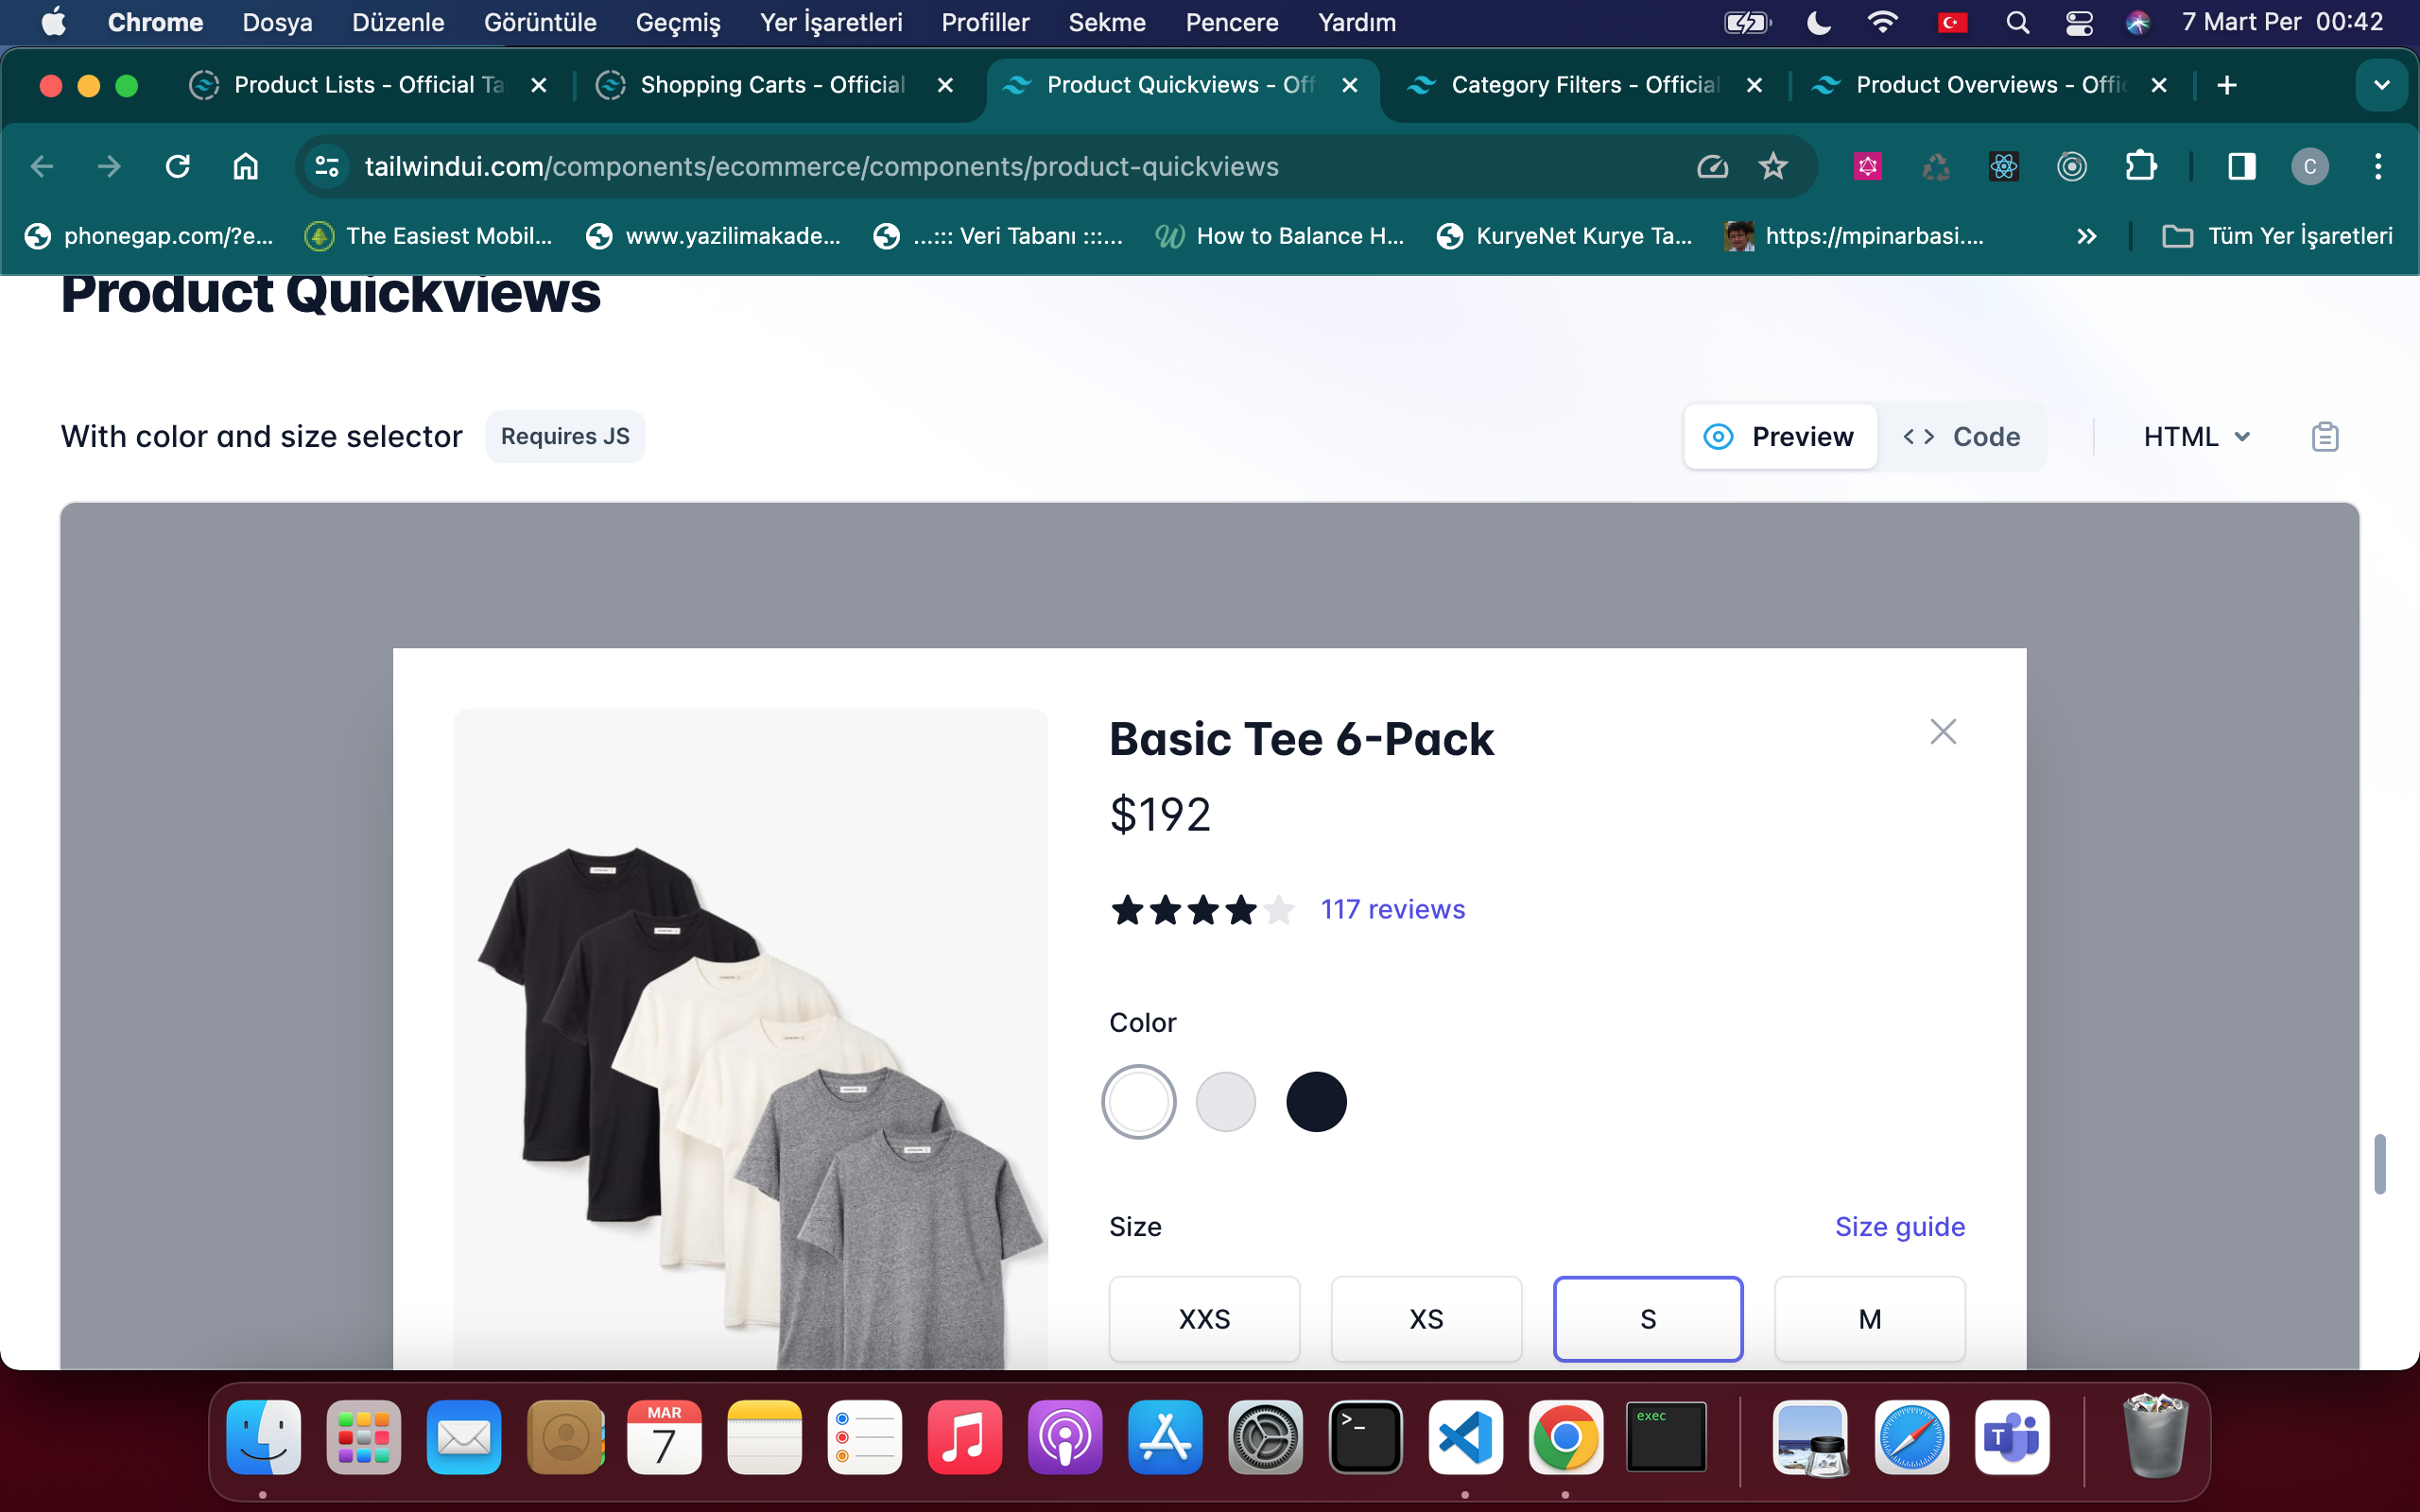 Chrome Dosya Düzenle Görüntüle Geçmiş Yer İşaretleri Profiller Sekme Pencere Yardım 7 Mart Per 00:42
Product Lists - Official Ta Shopping Carts - Official Product Quickviews - Off Category Filters - Official Product Overviews - Offic
tailwindui.com/components/ecommerce/components/product-quickviews C
phonegap.com/?e... The Easiest Mobil... www.yazilimakade... ...::: Veri Tabanı :::... How to Balance H... KuryeNet Kurye Ta... https://mpinarbasi.... Tüm Yer İşaretleri
Product Quickviews
With color and size selector Requires JS Preview Code HTML
Basic Tee 6-Pack
$192
117 reviews
Color
Size Size guide
XXS XS S M
MAR
7
exec
>_
T